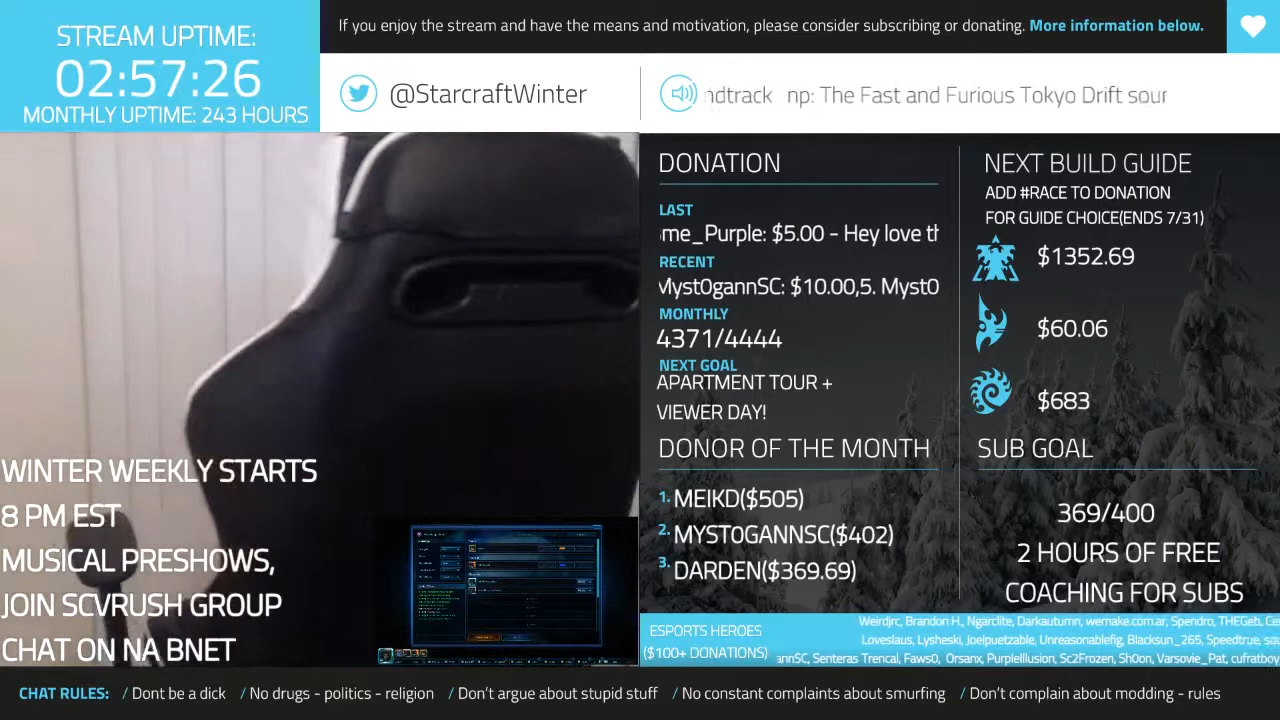 STREAM UPTIME:
02:57:26
MONTHLY UPTIME: 243 HOURS
If you enjoy the stream and have the means and motivation, please consider subscribing or donating. More information below.
@StarcraftWinter
ndtrack np: The Fast and Furious Tokyo Drift sour
DONATION
LAST
me_Purple: $5.00 - Hey love th
RECENT
Myst0gannSC: $10.00,5. Myst0
MONTHLY
4371/4444
NEXT GOAL
APARTMENT TOUR +
VIEWER DAY!
DONOR OF THE MONTH
1. MEIKD($505)
2. MYST0GANNSC($402)
3. DARDEN($369.69)
NEXT BUILD GUIDE
ADD #RACE TO DONATION
FOR GUIDE CHOICE(ENDS 7/31)
$1352.69
$60.06
$683
SUB GOAL
369/400
2 HOURS OF FREE
COACHING FOR SUBS
WINTER WEEKLY STARTS
8 PM EST
MUSICAL PRESHOWS,
JOIN SCVRUSH GROUP
CHAT ON NA BNET
ESPORTS HEROES
($100+ DONATIONS)
Weirdjrc, Brandon H., Ngarclite, Darkautumn, wemake.com.ar, Spendro, THEGeb, Ces
Loveslaus, Lysheski, Joelpuetzable, Unreasonablefig, Blacksun_265, Speedtrue,
annSC, Senteras Trencal, Faws0, Orsanx, PurpleIllusion, Sc2Frozen, Sh0on, Varsovie_Pat, cufratboy
CHAT RULES: / Dont be a dick / No drugs - politics - religion / Don't argue about stupid stuff / No constant complaints about smurfing / Don't complain about modding - rules